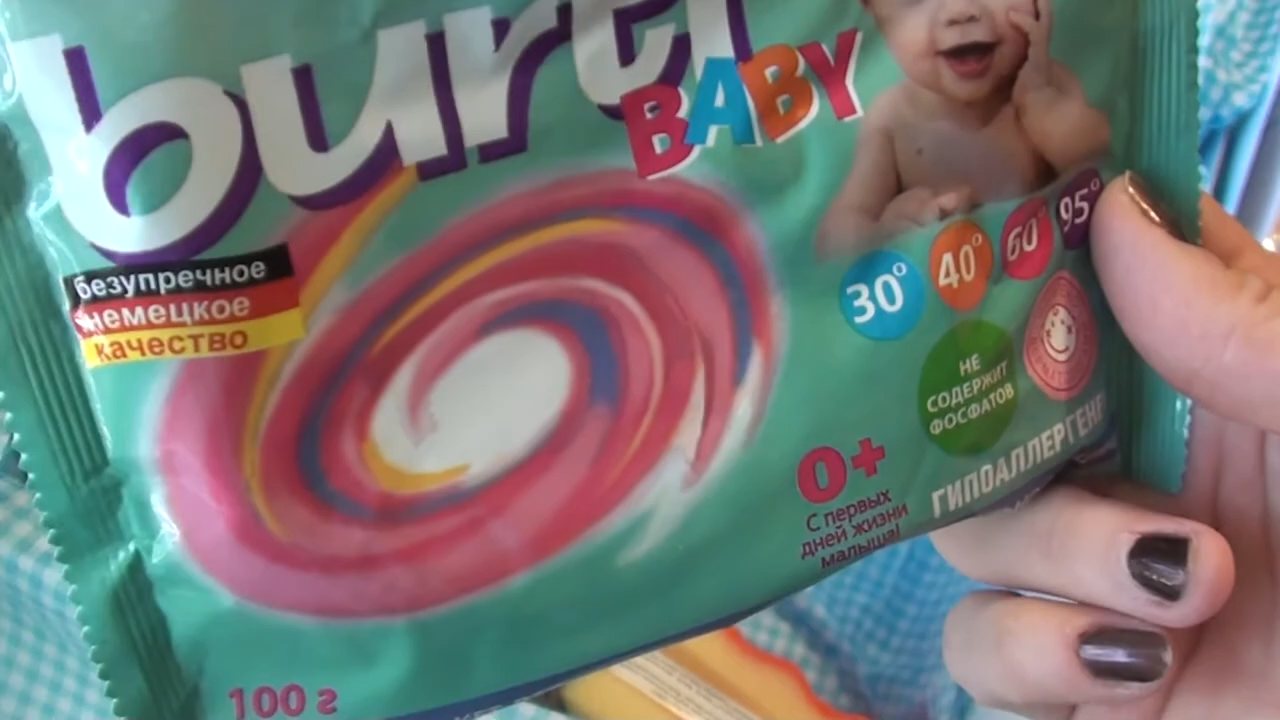 burti
BABY
безупречное
немецкое
качество
30°
40°
60°
95°
НЕ
СОДЕРЖИТ
ФОСФАТОВ
0+
С первых
дней жизни
малыша!
100 г